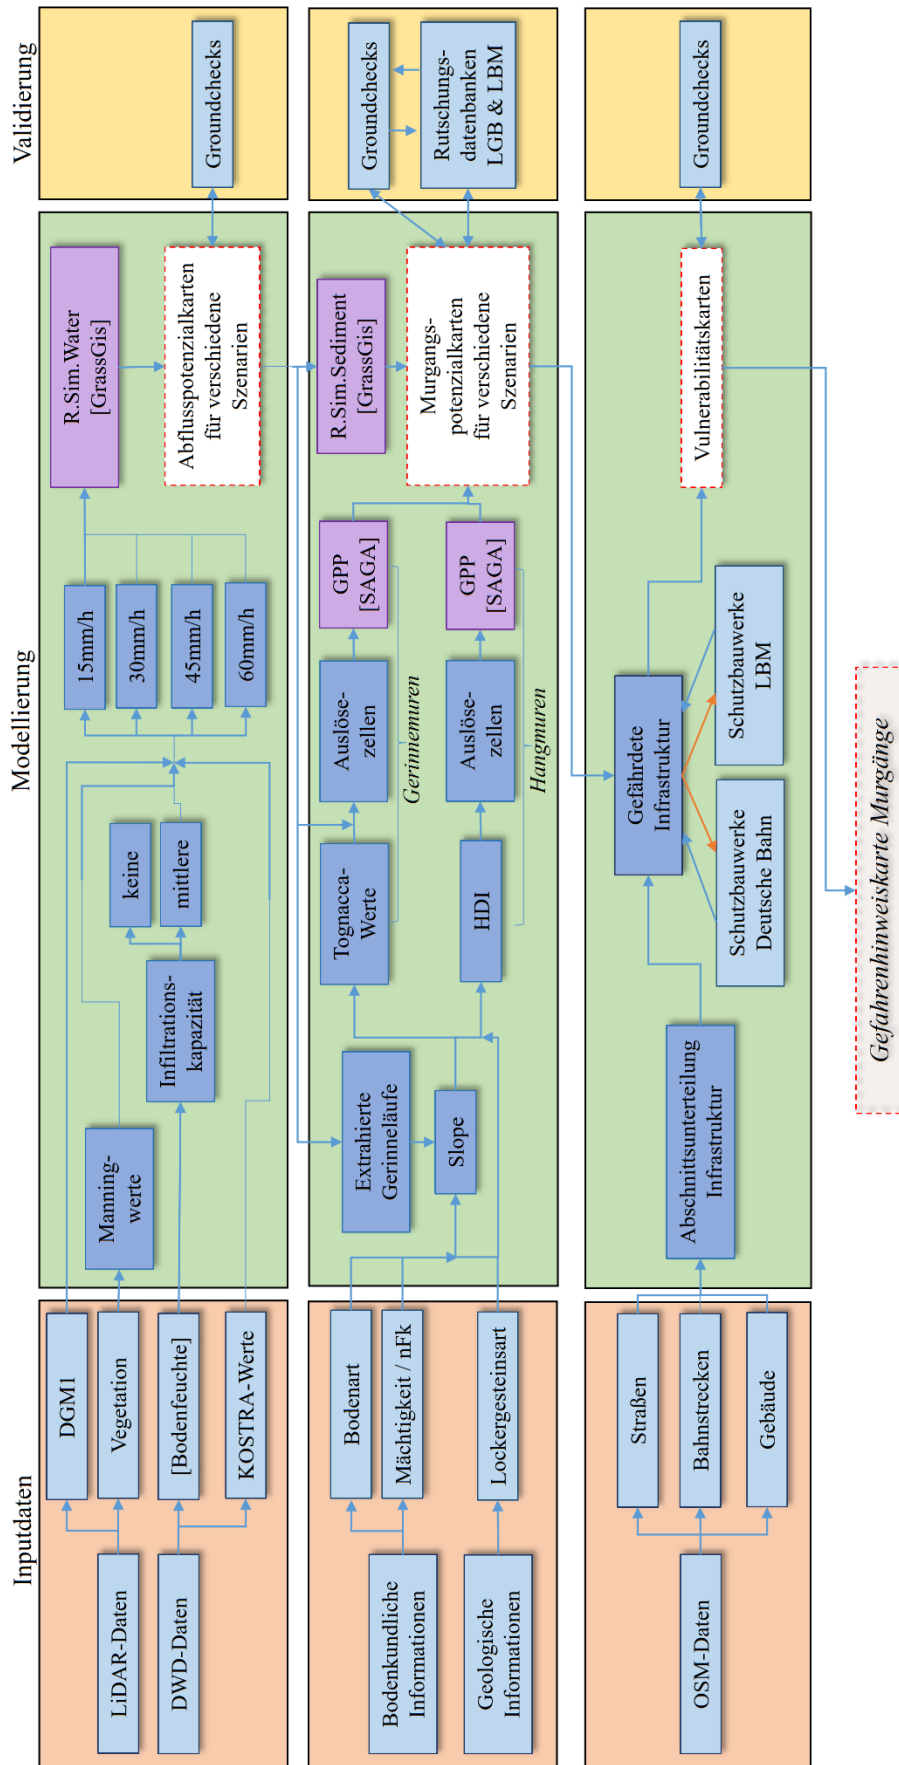 Inputdaten
Modellierung
Validierung
LiDAR-Daten
DWD-Daten
DGM1
Vegetation
[Bodenfeuchte]
KOSTRA-Werte
Manning-
werte
Infiltrations-
kapazität
keine
mittlere
15mm/h
30mm/h
45mm/h
60mm/h
R.Sim.Water
[GrassGis]
Abflusspotenzialkarten
für verschiedene
Szenarien
Groundchecks
Bodenkundliche
Informationen
Geologische
Informationen
Bodenart
Mächtigkeit / nFk
Lockergesteinsart
Extrahierte
Gerinneläufe
Slope
Tognacca-
Werte
HDI
Auslöse-
zellen
Auslöse-
zellen
GPP
[SAGA]
GPP
[SAGA]
Gerinnemuren
Hangmuren
R.Sim.Sediment
[GrassGis]
Murgangs-
potenzialkarten
für verschiedene
Szenarien
Groundchecks
Rutschungs-
datenbanken
LGB & LBM
OSM-Daten
Straßen
Bahnstrecken
Gebäude
Abschnittsunterteilung
Infrastruktur
Gefährdete
Infrastruktur
Schutzbauwerke
Deutsche Bahn
Schutzbauwerke
LBM
Vulnerabilitätskarten
Groundchecks
Gefahrenhinweiskarte Murgänge